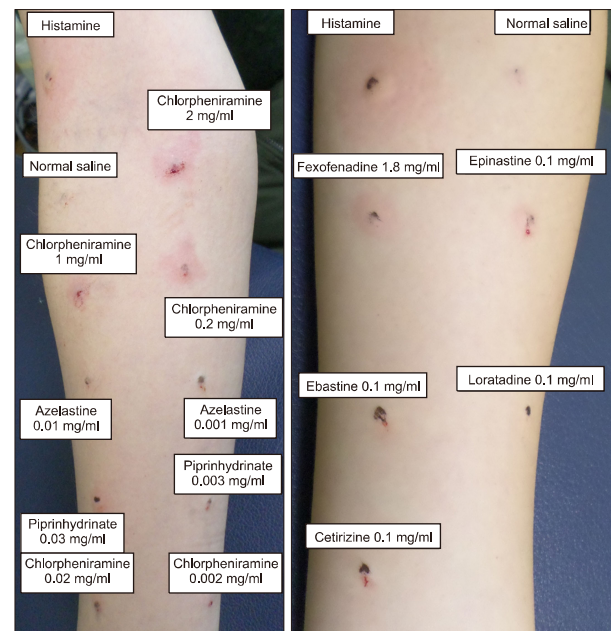 Histamine
Chlorpheniramine
2 mg/ml
Normal saline
Chlorpheniramine
1 mg/ml
Chlorpheniramine
0.2 mg/ml
Azelastine
0.01 mg/ml
Azelastine
0.001 mg/ml
Piprinhydrinate
0.003 mg/ml
Piprinhydrinate
0.03 mg/ml
Chlorpheniramine
0.02 mg/ml
Chlorpheniramine
0.002 mg/ml
Histamine
Normal saline
Fexofenadine 1.8 mg/ml
Epinastine 0.1 mg/ml
Ebastine 0.1 mg/ml
Loratadine 0.1 mg/ml
Cetirizine 0.1 mg/ml